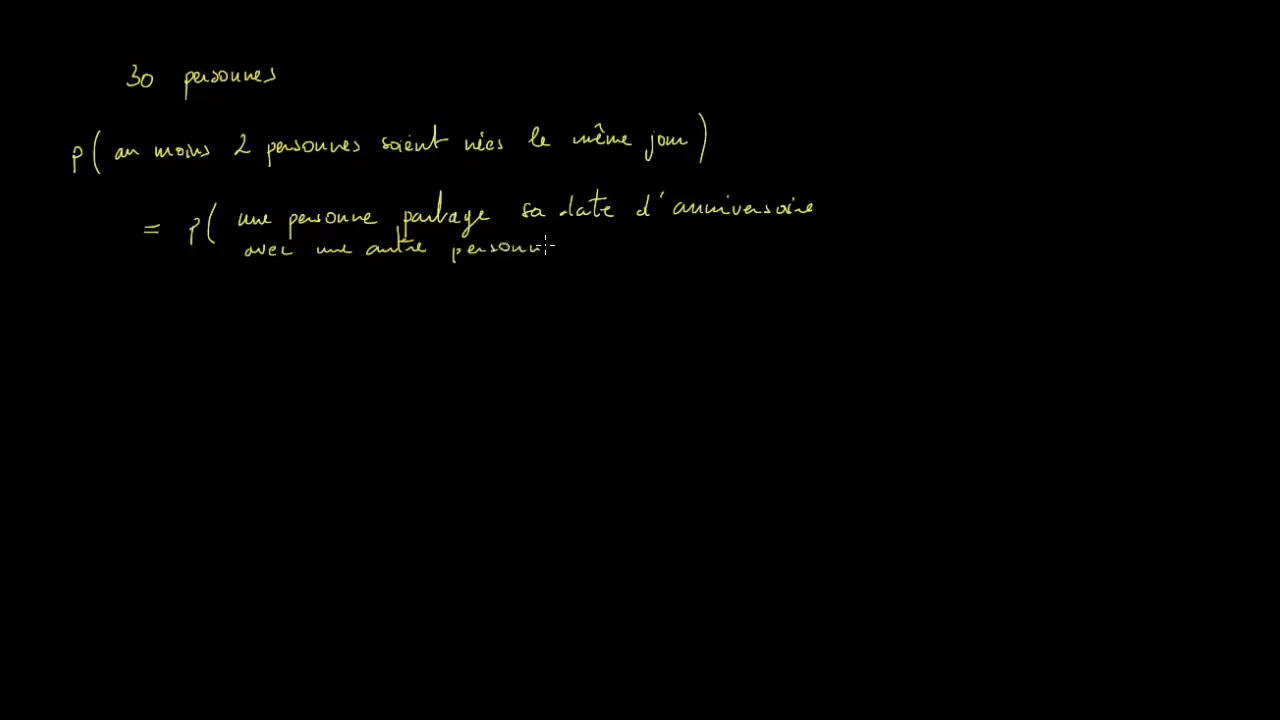 30 personnes
p( au moins 2 personnes soient nées le même jour)
= p( une personne partage sa date d'anniversaire
avec une autre personn